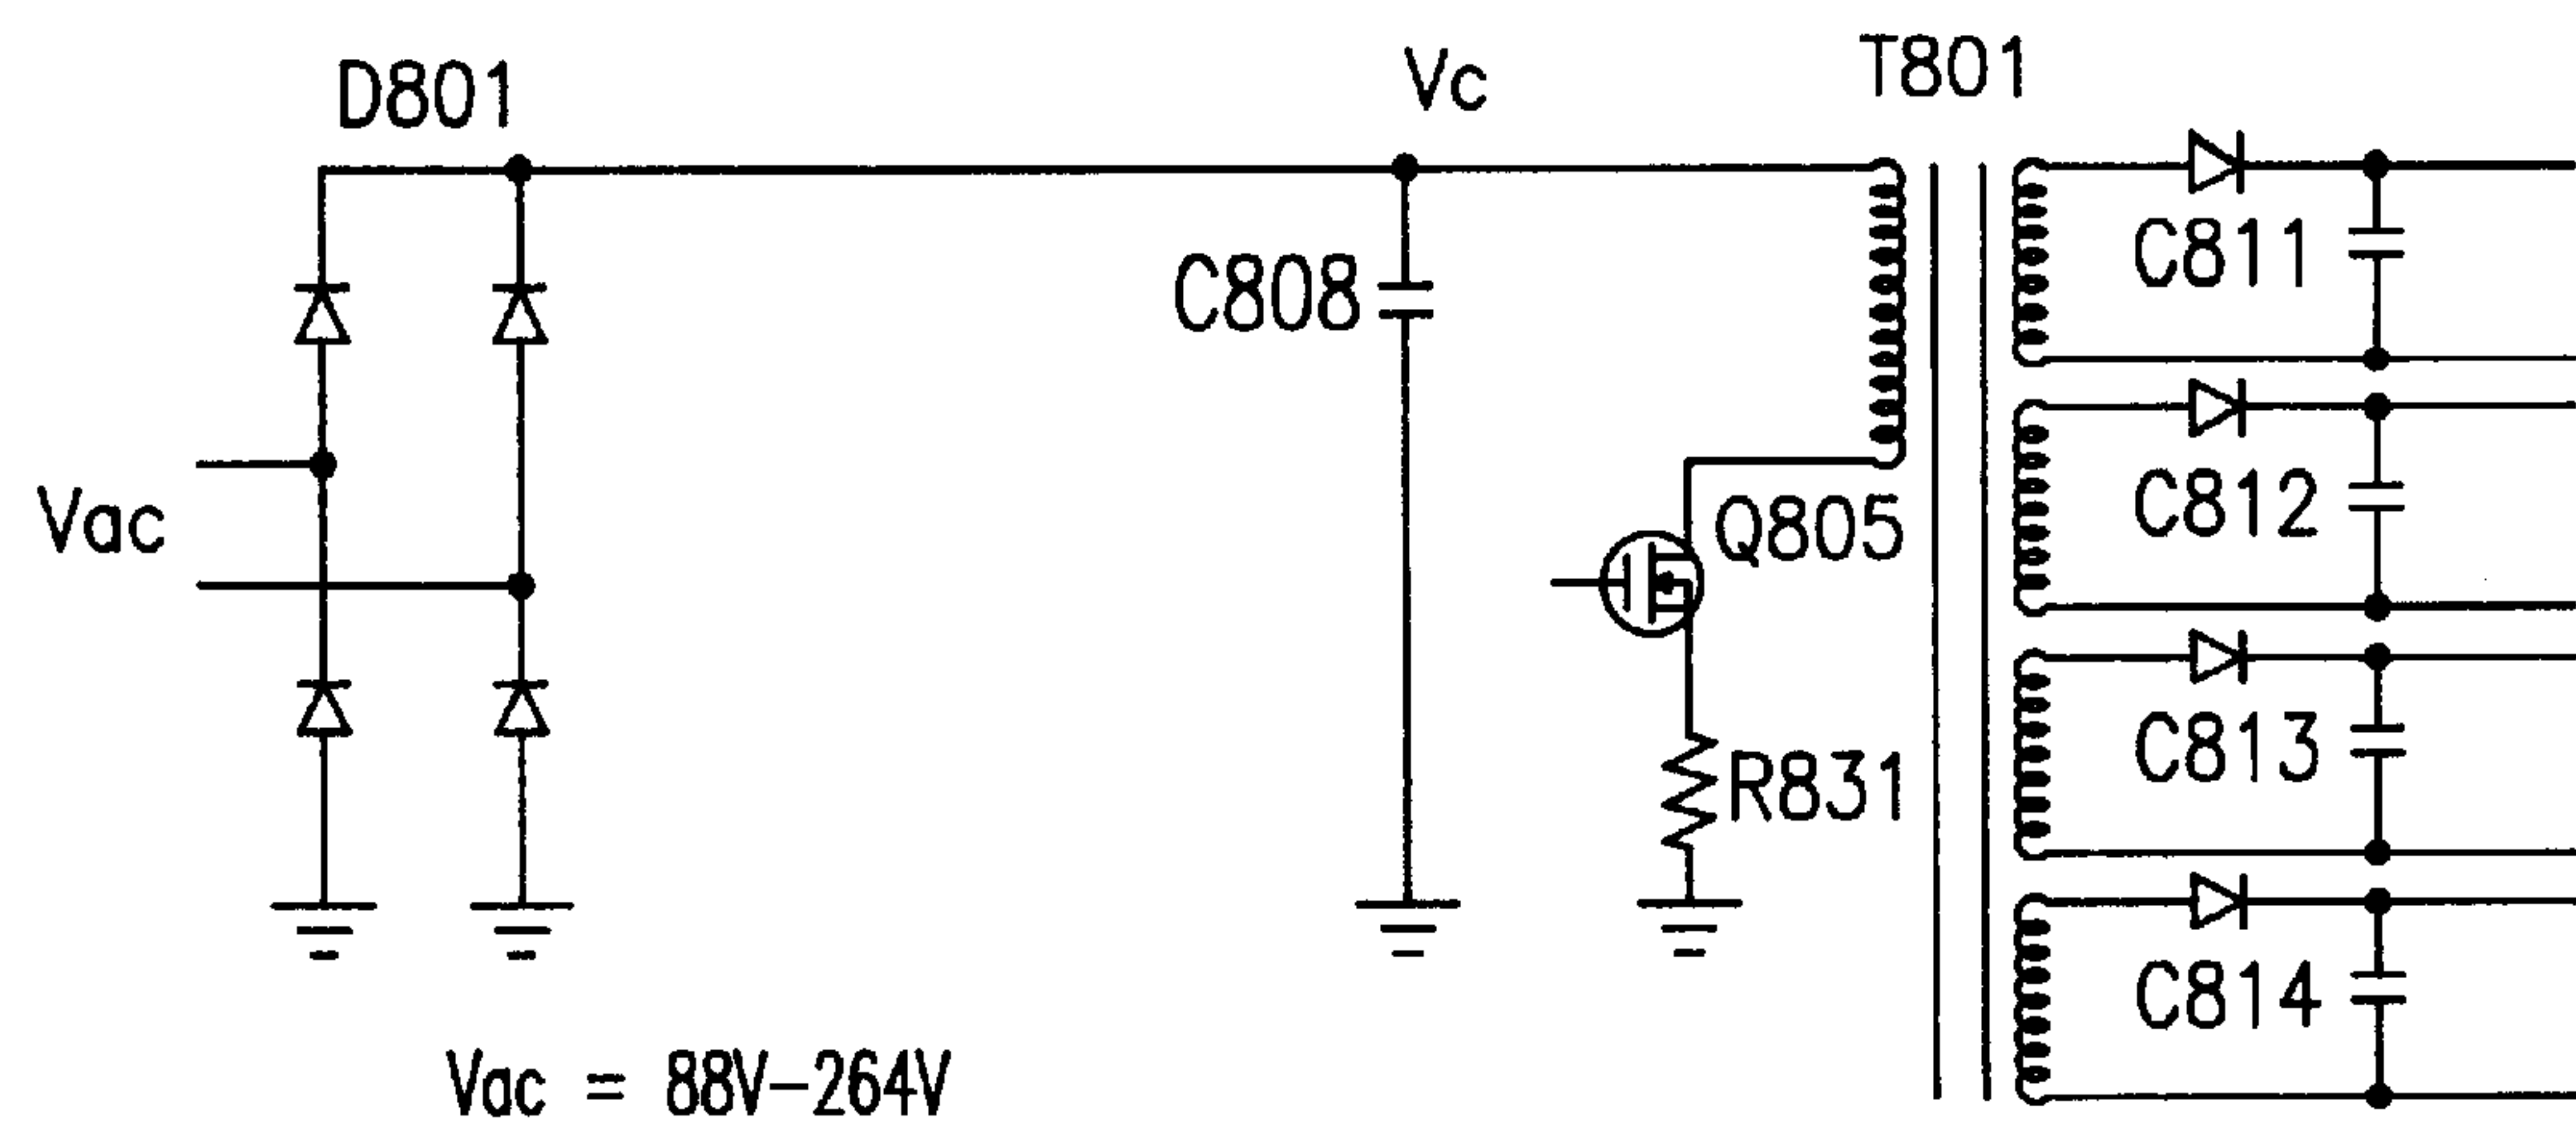 D801
Vc
T801
C808
C811
Vac
Q805
C812
R831
C813
C814
Vac = 88V-264V